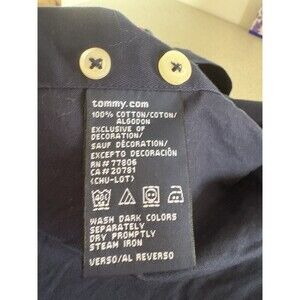 tommy.com
100% COTTON/COTON/
ALGODON
EXCLUSIVE OF
DECORATION/
SAUF DÉCORATION/
EXCEPTO DECORACIÓN
RN# 77806
CA# 20781
(CHU-LOT)
WASH DARK COLORS
SEPARATELY
DRY PROMPTLY
STEAM IRON
VERSO/AL REVERSO